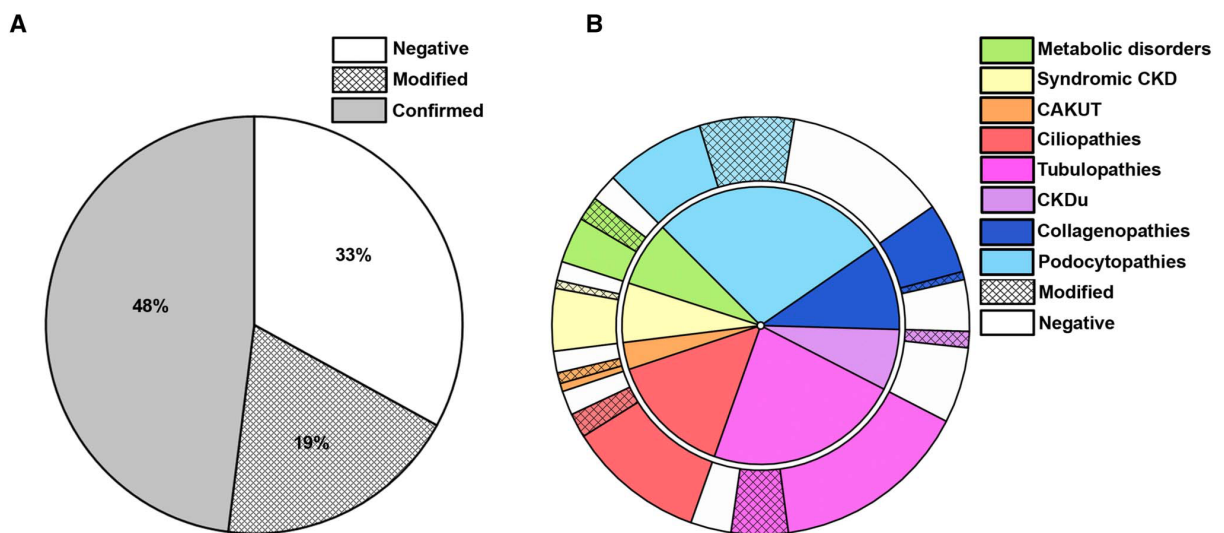 A
Negative
Modified
Confirmed
33%
48%
19%
B
Metabolic disorders
Syndromic CKD
CAKUT
Ciliopathies
Tubulopathies
CKDu
Collagenopathies
Podocytopathies
Modified
Negative